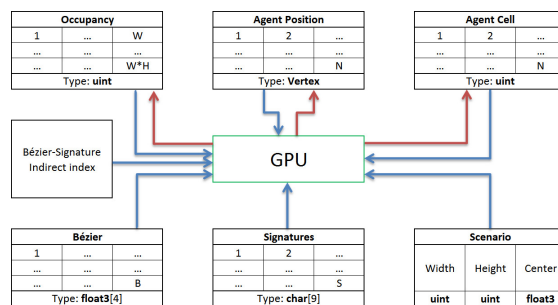 Occupancy
1 ... W
... ... ...
... ... W*H
Type: uint
Agent Position
1 2 ...
... ... ...
... ... N
Type: Vertex
Agent Cell
1 2 ...
... ... ...
... ... N
Type: uint
Bézier-Signature
Indirect index
GPU
Bézier
1 ... ...
... ... ...
... ... B
Type: float3[4]
Signatures
1 2 ...
... ... ...
... ... S
Type: char[9]
Scenario
Width Height Center
uint uint float3